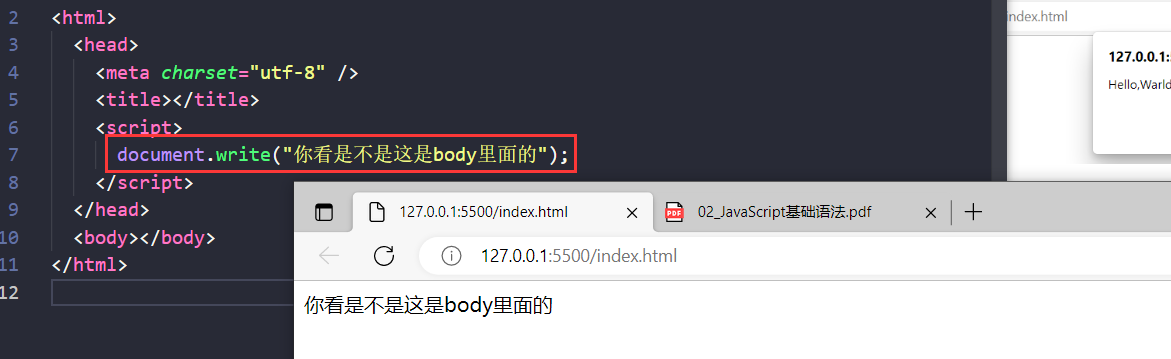 2 <html>
3 <head>
4 <meta charset="utf-8" />
5 <title></title>
6 <script>
7 document.write("你看是不是这是body里面的");
8 </script>
9 </head>
10 <body></body>
11 </html>
12
index.html
127.0.0.1:
Hello,Warld
127.0.0.1:5500/index.html
02_JavaScript基础语法.pdf
127.0.0.1:5500/index.html
你看是不是这是body里面的